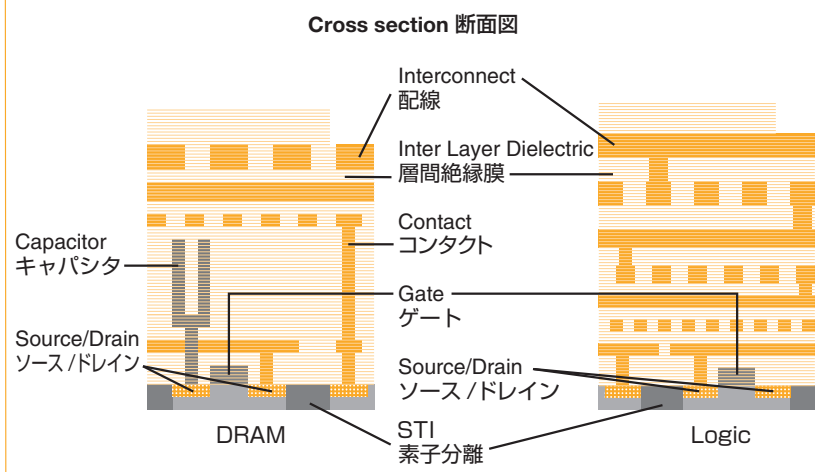 Cross section 断面図
Interconnect
配線
Inter Layer Dielectric
層間絶縁膜
Contact
コンタクト
Capacitor
キャパシタ
Gate
ゲート
Source/Drain
ソース /ドレイン
Source/Drain
ソース /ドレイン
DRAM
STI
素子分離
Logic